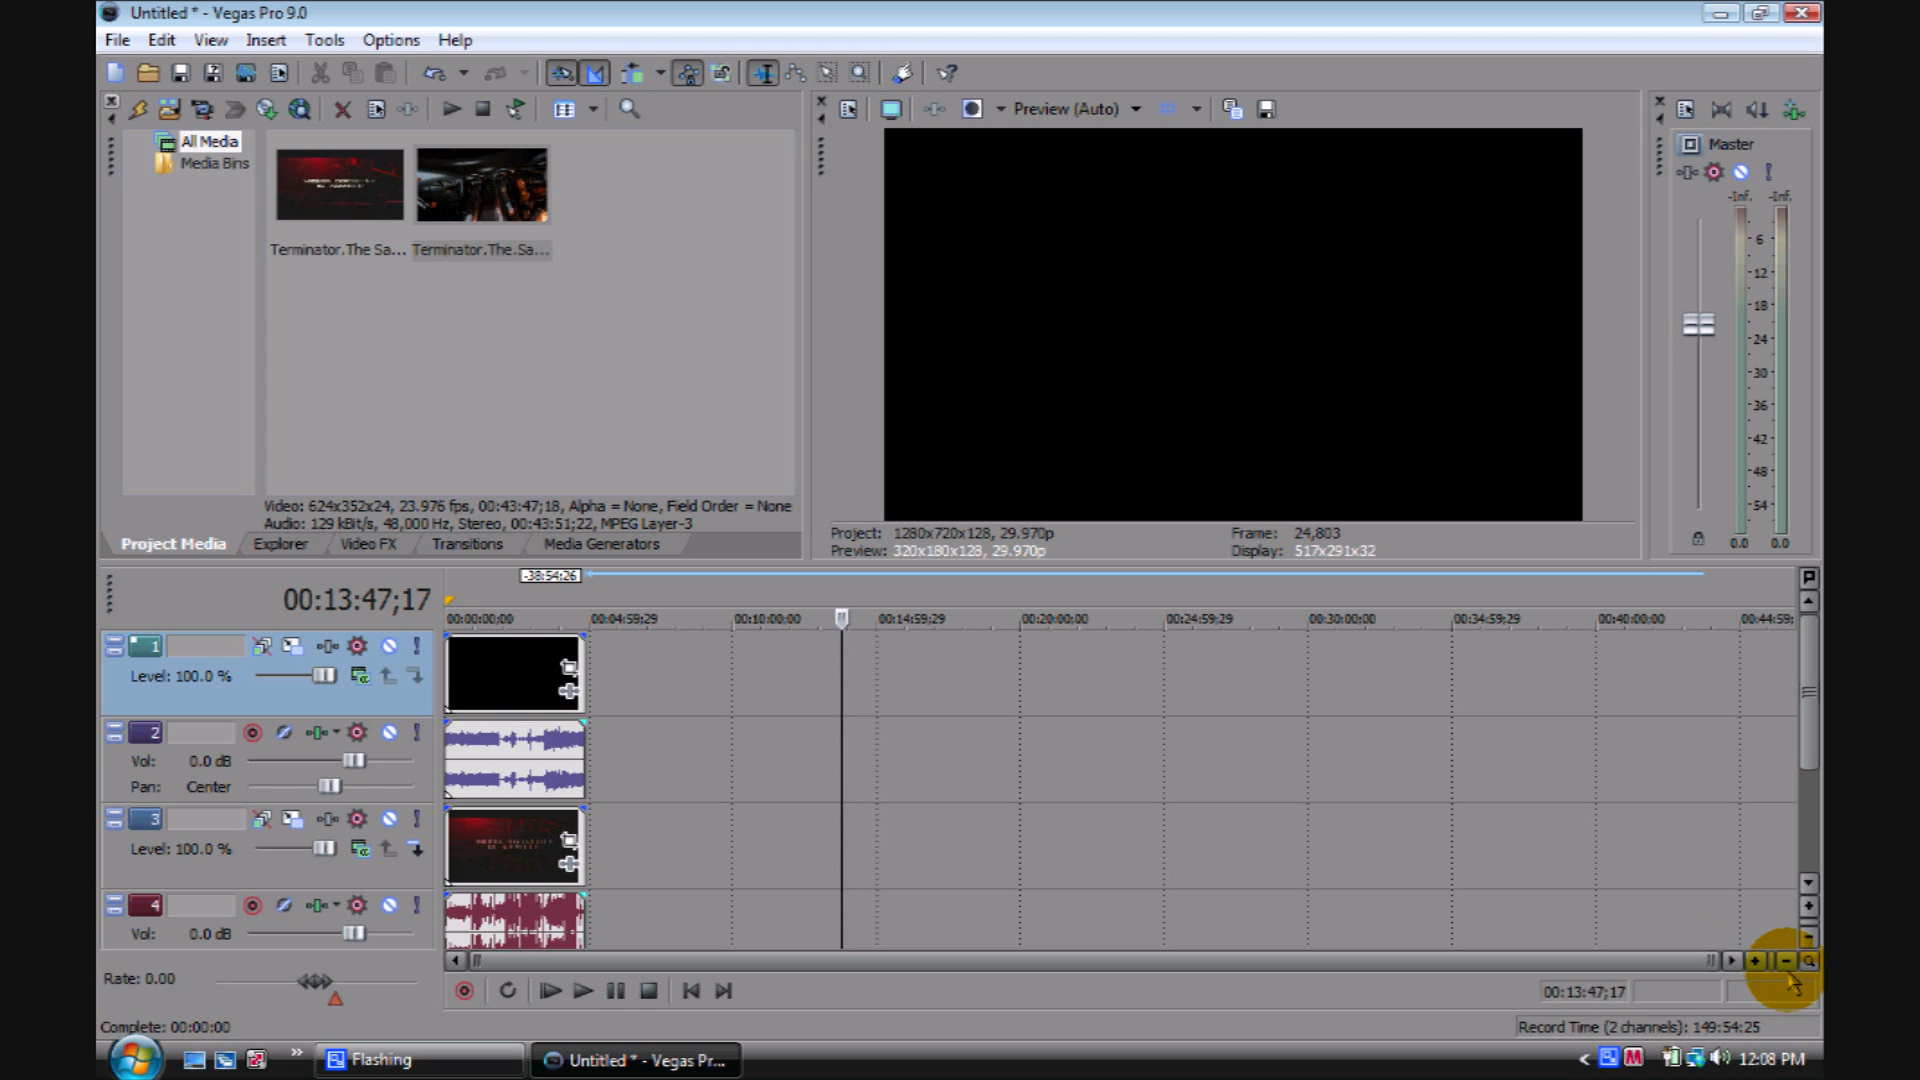 Untitled * - Vegas Pro 9.0
File Edit View Insert Tools Options Help
Preview (Auto)
All Media
Media Bins
Terminator.The Sa... Terminator.The.Sa...
Master
-Inf. -Inf.
6
-12
-18
-24
-30
-36
-42
-48
-54
0.0 0.0
Video: 624x352x24, 23.976 fps, 00:43:47;18, Alpha = None, Field Order = None
Audio: 129 kBit/s, 48,000 Hz, Stereo, 00:43:51;22, MPEG Layer-3
Project Media Explorer Video FX Transitions Media Generators
Project: 1280x720x128, 29.970p Frame: 24,803
Preview: 320x180x128, 29.970p Display: 517x291x32
-38:54:26
00:13:47;17
00:00:00;00 00:04:59;29 00:10:00;00 00:14:59;29 00:20:00;00 00:24:59;29 00:30:00;00 00:34:59;29 00:40:00;00 00:44:59;
1
Level: 100.0 %
2
Vol: 0.0 dB
Pan: Center
3
Level: 100.0 %
4
Vol: 0.0 dB
Rate: 0.00
00:13:47;17
Complete: 00:00:00
Record Time (2 channels): 149:54:25
Flashing
Untitled * - Vegas Pr...
12:08 PM